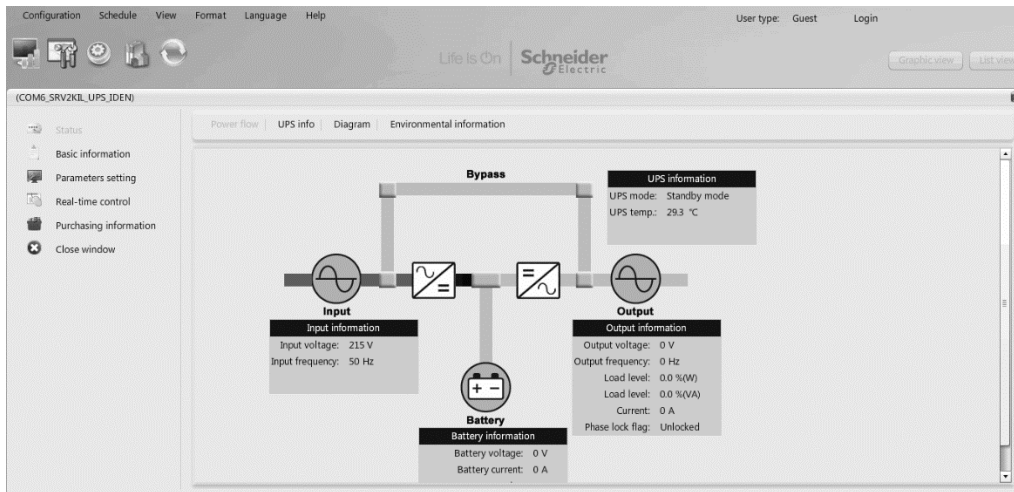 Configuration Schedule View Format Language Help User type: Guest Login
Life Is On Schneider Electric
Graphic view List view
(COM6_SRV2KIL_UPS_IDEN)
Status
Basic information
Parameters setting
Real-time control
Purchasing information
Close window
Power flow UPS info Diagram Environmental information
Bypass
UPS information
UPS mode: Standby mode
UPS temp.: 29.3 °C
Input
Input information
Input voltage: 215 V
Input frequency: 50 Hz
Output
Output information
Output voltage: 0 V
Output frequency: 0 Hz
Load level: 0.0 %(W)
Load level: 0.0 %(VA)
Current: 0 A
Phase lock flag: Unlocked
Battery
Battery information
Battery voltage: 0 V
Battery current: 0 A